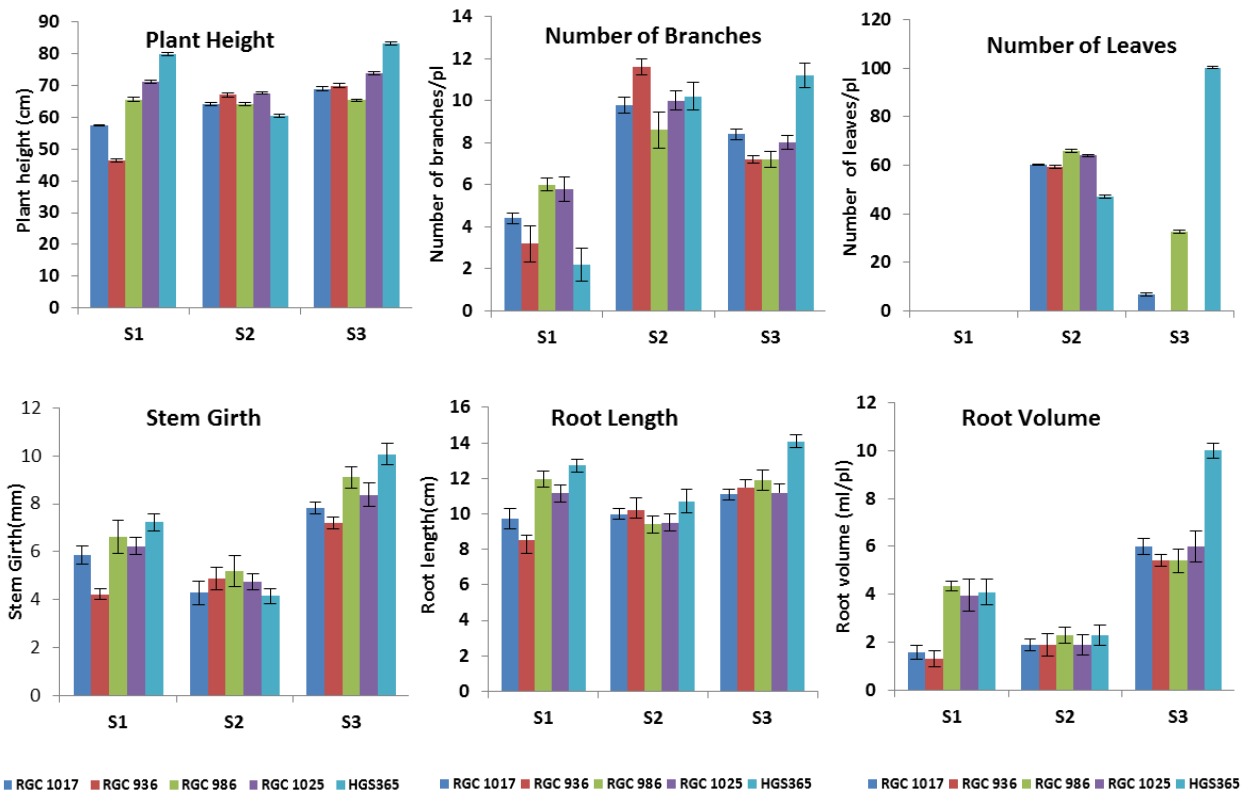 Plant Height
Plant height (cm)
90
80
70
60
50
40
30
20
10
0
S1 S2 S3
Number of Branches
Number of branches/pl
14
12
10
8
6
4
2
0
S1 S2 S3
Number of Leaves
Number of leaves/pl
120
100
80
60
40
20
0
S1 S2 S3
Stem Girth
Stem Girth(mm)
12
10
8
6
4
2
0
S1 S2 S3
Root Length
Root length(cm)
16
14
12
10
8
6
4
2
0
S1 S2 S3
Root Volume
Root volume (ml/pl)
12
10
8
6
4
2
0
S1 S2 S3
RGC 1017 RGC 936 RGC 986 RGC 1025 HGS365
RGC 1017 RGC 936 RGC 986 RGC 1025 HGS365
RGC 1017 RGC 936 RGC 986 RGC 1025 HGS365